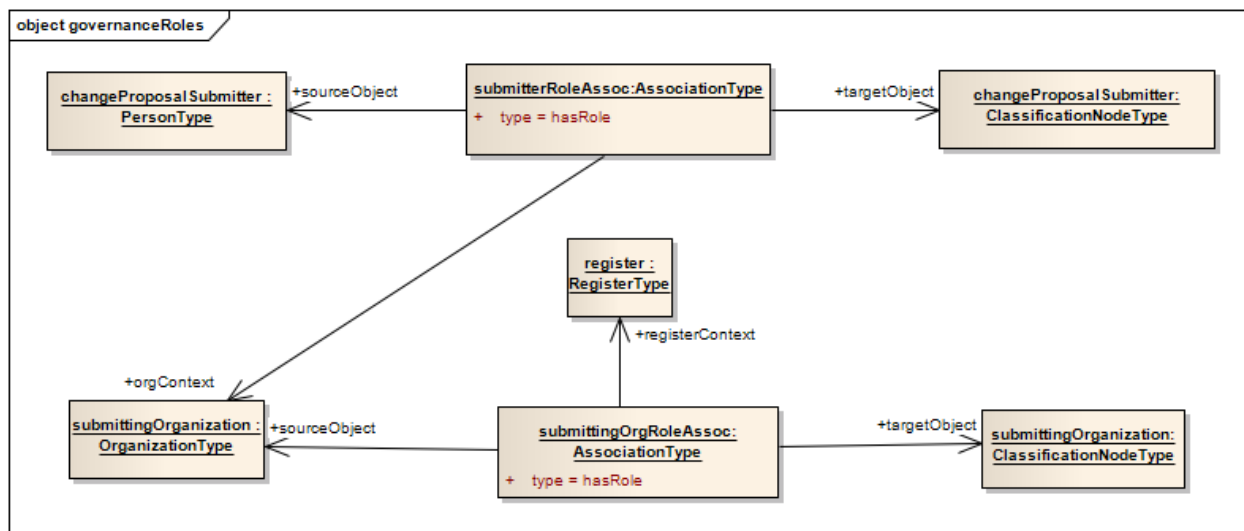 object governanceRoles
changeProposalSubmitter :
PersonType
+sourceObject
submitterRoleAssoc:AssociationType
+ type = hasRole
+targetObject
changeProposalSubmitter:
ClassificationNodeType
register :
RegisterType
+registerContext
+orgContext
submittingOrganization :
OrganizationType
+sourceObject
submittingOrgRoleAssoc:
AssociationType
+ type = hasRole
+targetObject
submittingOrganization:
ClassificationNodeType